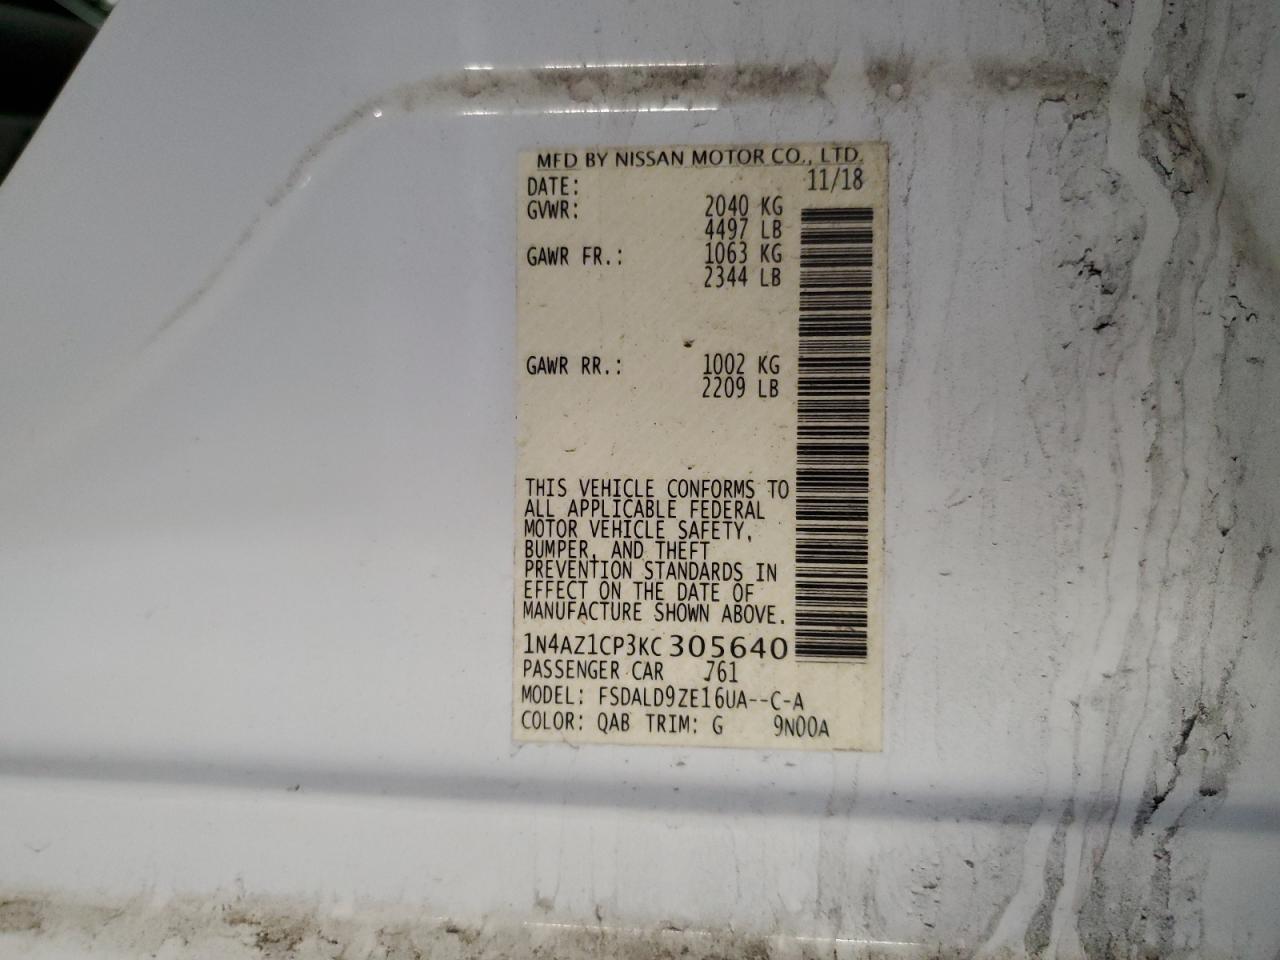 MFD BY NISSAN MOTOR CO., LTD.
DATE: 11/18
GVWR: 2040 KG
4497 LB
GAWR FR.: 1063 KG
2344 LB
GAWR RR.: 1002 KG
2209 LB
THIS VEHICLE CONFORMS TO
ALL APPLICABLE FEDERAL
MOTOR VEHICLE SAFETY,
BUMPER, AND THEFT
PREVENTION STANDARDS IN
EFFECT ON THE DATE OF
MANUFACTURE SHOWN ABOVE.
1N4AZ1CP3KC305640
PASSENGER CAR 761
MODEL: FSDALD9ZE16UA--C-A
COLOR: QAB TRIM: G 9N00A